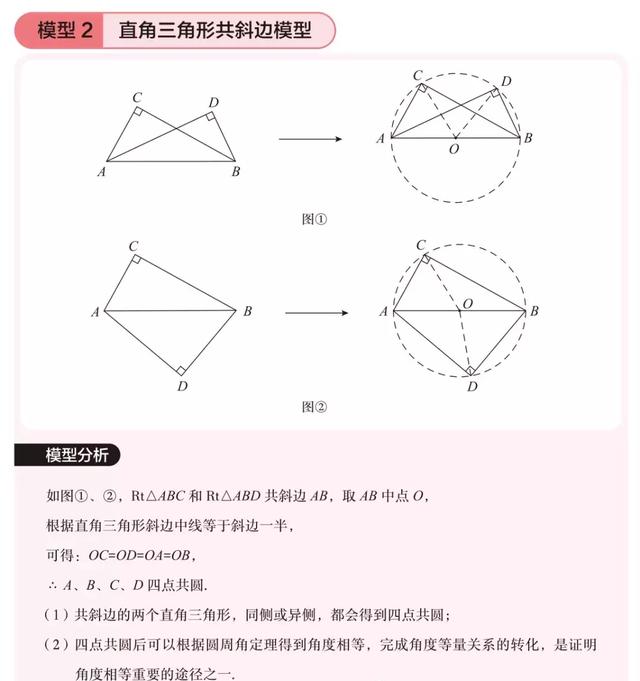 模型 2 直角三角形共斜边模型
C D A B
C D A B O
图①
C A B D
C A O B D
图②
模型分析
如图①、②，Rt△ABC 和 Rt△ABD 共斜边 AB，取 AB 中点 O，
根据直角三角形斜边中线等于斜边一半，
可得：OC=OD=OA=OB，
∴ A、B、C、D 四点共圆．
（1）共斜边的两个直角三角形，同侧或异侧，都会得到四点共圆；
（2）四点共圆后可以根据圆周角定理得到角度相等，完成角度等量关系的转化，是证明
角度相等重要的途径之一．